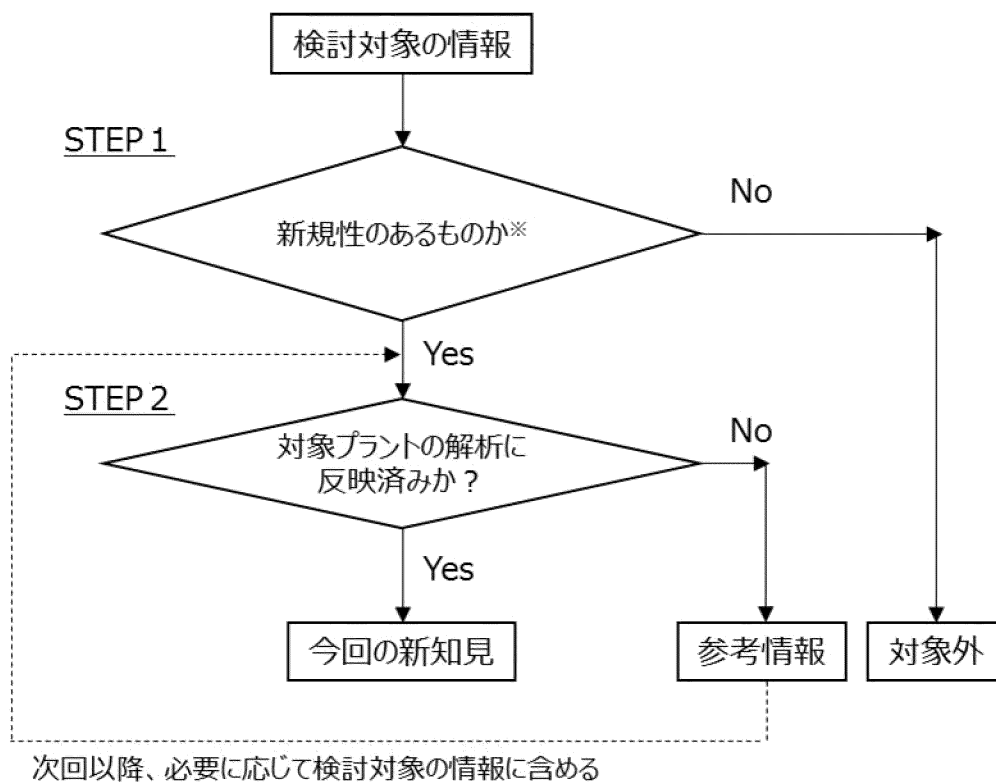 検討対象の情報
STEP 1
No
新規性のあるものか※
Yes
STEP 2
No
対象プラントの解析に
反映済みか？
Yes
今回の新知見
参考情報
対象外
次回以降、必要に応じて検討対象の情報に含める